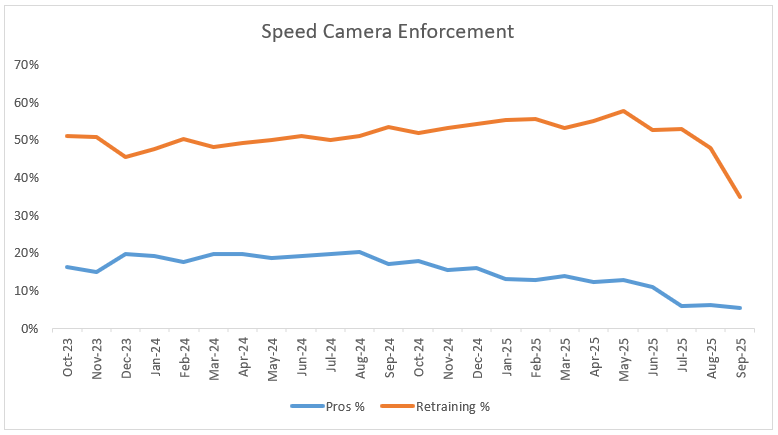 Speed Camera Enforcement
70%
60%
50%
40%
30%
20%
10%
0%
Oct-23
Nov-23
Dec-23
Jan-24
Feb-24
Mar-24
Apr-24
May-24
Jun-24
Jul-24
Aug-24
Sep-24
Oct-24
Nov-24
Dec-24
Jan-25
Feb-25
Mar-25
Apr-25
May-25
Jun-25
Jul-25
Aug-25
Sep-25
Pros % Retraining %